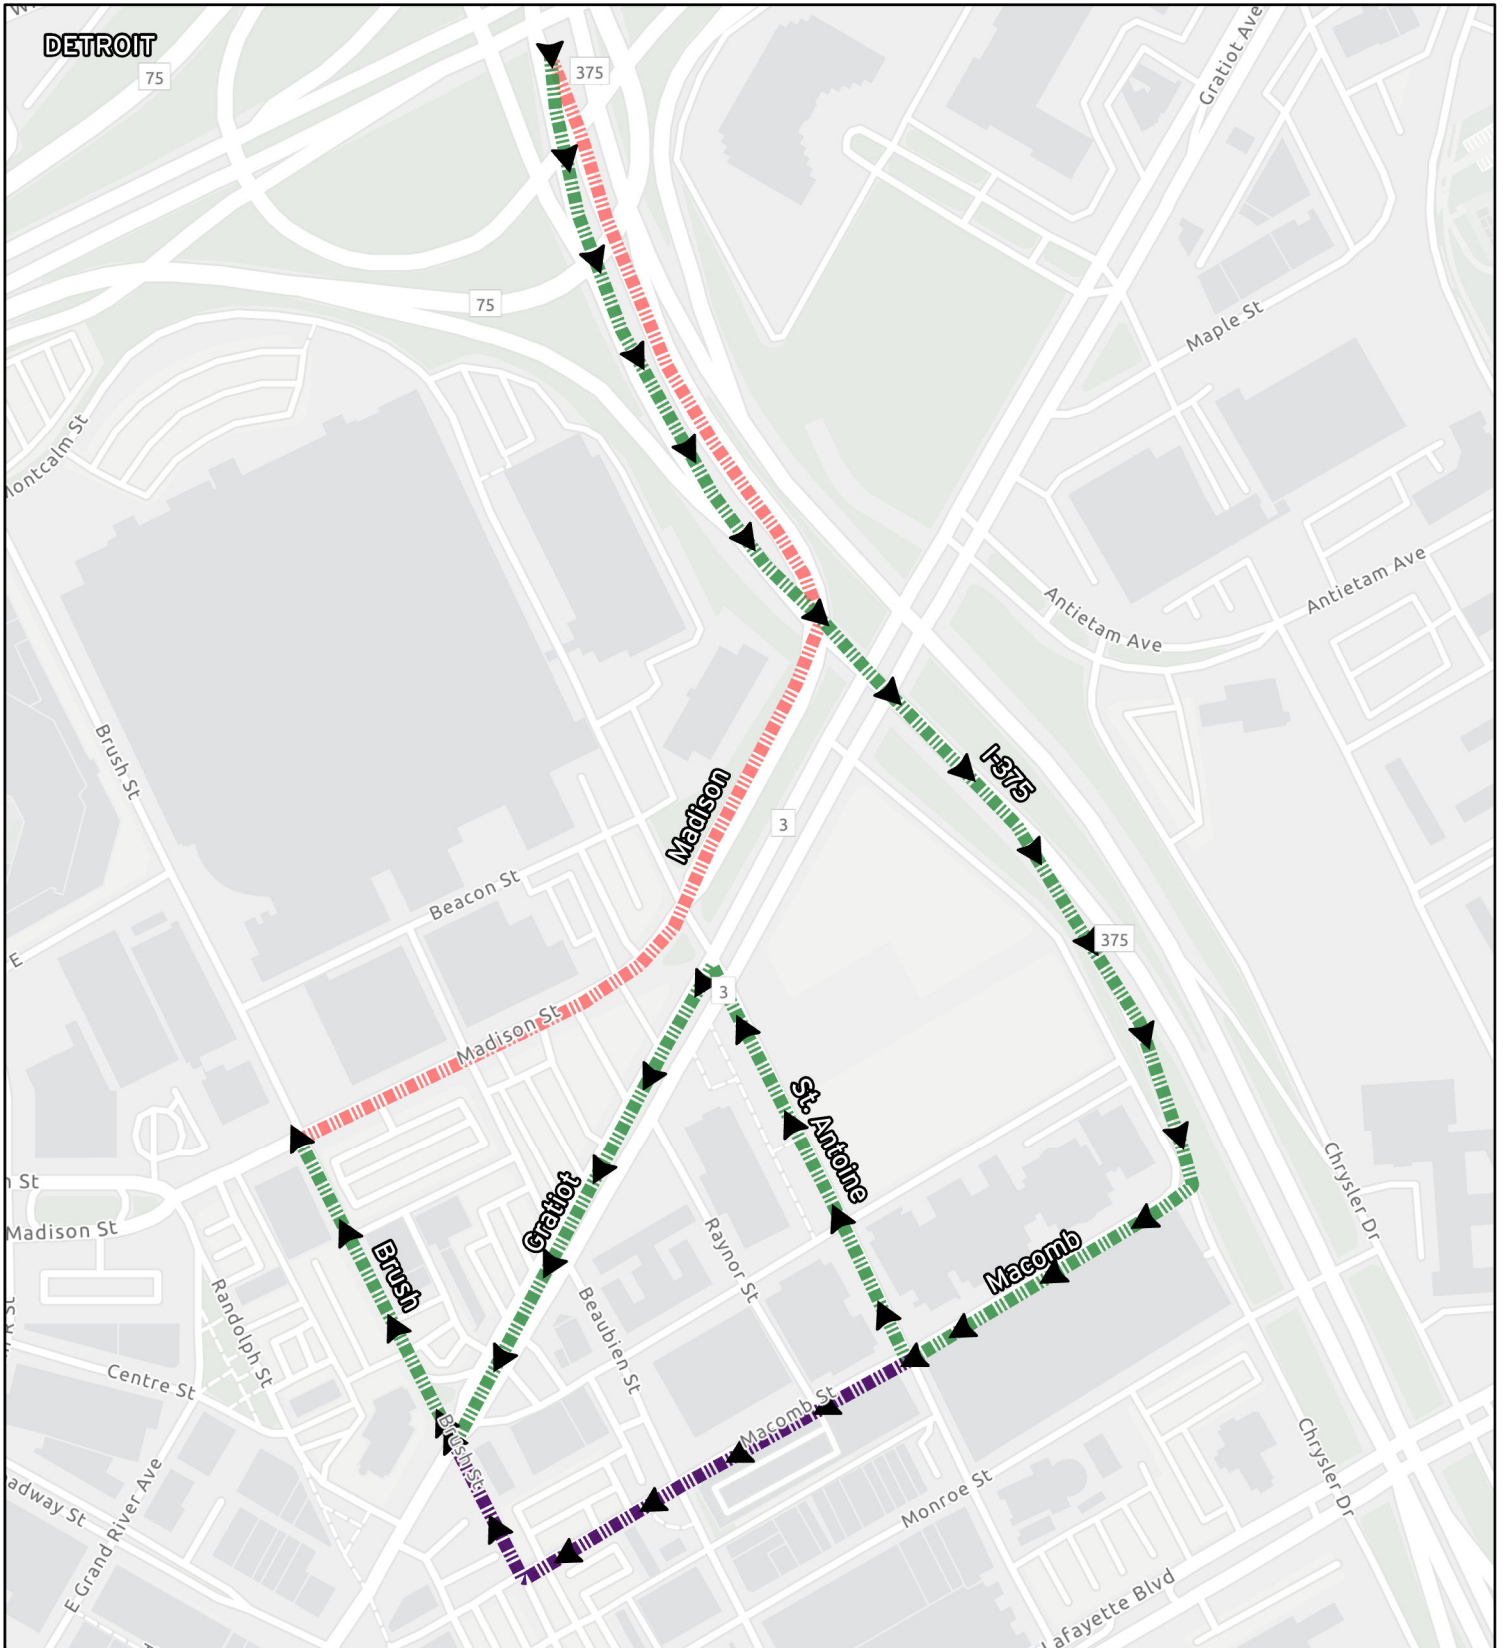 DETROIT
75
375
Gratiot Ave
75
Maple St
ontcalm St
Antietam Ave
Antietam Ave
Brush St
I-375
Madison
3
Beacon St
375
E
3
Madison St
St. Antoine
Chrysler Dr
n St
Gratiot
Madison St
Raynor St
Macomb
Brush
Randolph St
Beaubien St
Centre St
Macomb St
Brush St
Chrysler Dr
adway St
E Grand River Ave
Monroe St
Lafayette Blvd